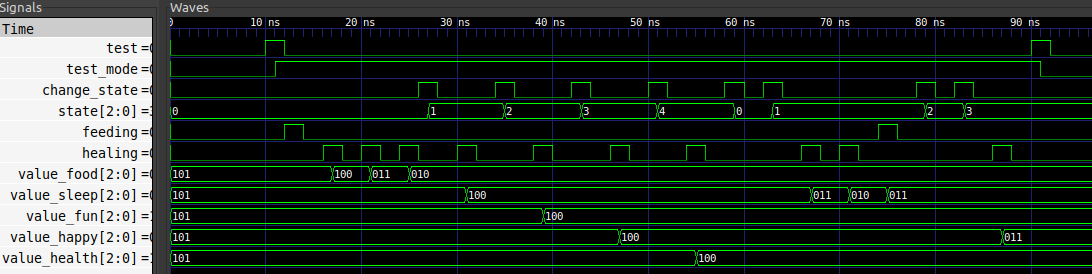 Signals Waves
Time 0 10 ns 20 ns 30 ns 40 ns 50 ns 60 ns 70 ns 80 ns 90 ns
test =0
test_mode =0
change_state =0
state[2:0] =3 0 1 2 3 4 0 1 2 3
feeding =0
healing =0
value_food[2:0] =0 101 100 011 010
value_sleep[2:0] =0 101 100 011 010 011
value_fun[2:0] =1 101 100
value_happy[2:0] =0 101 100 011
value_health[2:0] =1 101 100